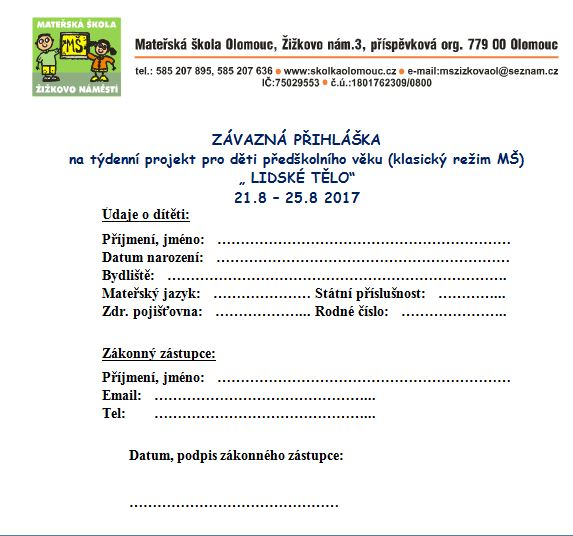 MATEŘSKÁ ŠKOLA
MŠ
ŽIŽKOVO NÁMĚSTÍ
Mateřská škola Olomouc, Žižkovo nám.3, příspěvková org. 779 00 Olomouc
tel.: 585 207 895, 585 207 636 ● www.skolkaolomouc.cz ● e-mail:mszizkovaol@seznam.cz
IČ:75029553 ● č.ú.:1801762309/0800
ZÁVAZNÁ PŘIHLÁŠKA
na týdenní projekt pro děti předškolního věku (klasický režim MŠ)
„ LIDSKÉ TĚLO“
21.8 – 25.8 2017
Údaje o dítěti:
Příjmení, jméno: ……………………………………………………
Datum narození: ……………………………………………………
Bydliště: …………………………………………………………..
Mateřský jazyk: ………………… Státní příslušnost: …………...
Zdr. pojišťovna: ………………... Rodné číslo: …………………..
Zákonný zástupce:
Příjmení, jméno: ……………………………………………………
Email: ……………………………………...
Tel: ……………………………………...
Datum, podpis zákonného zástupce:
……………………………………